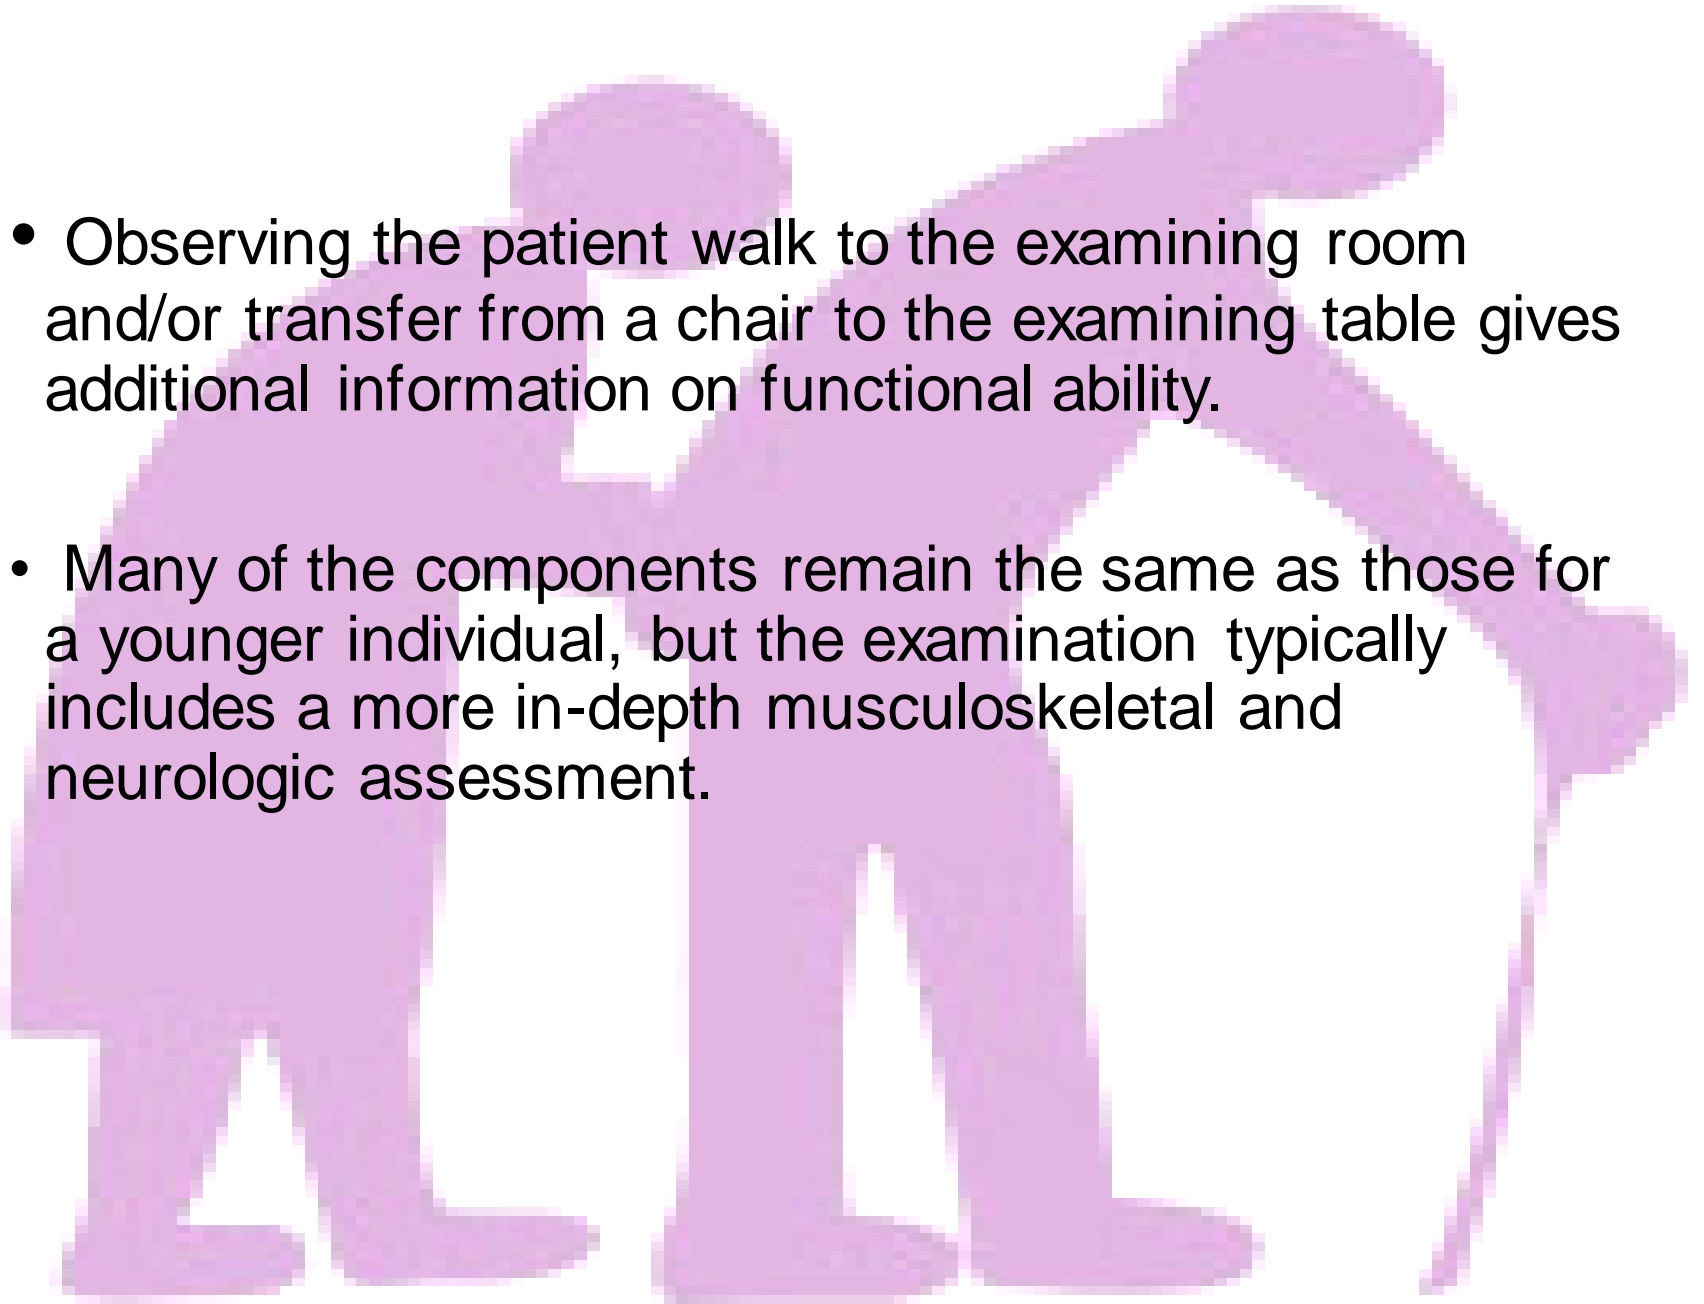 • Observing the patient walk to the examining room
and/or transfer from a chair to the examining table gives
additional information on functional ability.
• Many of the components remain the same as those for
a younger individual, but the examination typically
includes a more in-depth musculoskeletal and
neurologic assessment.